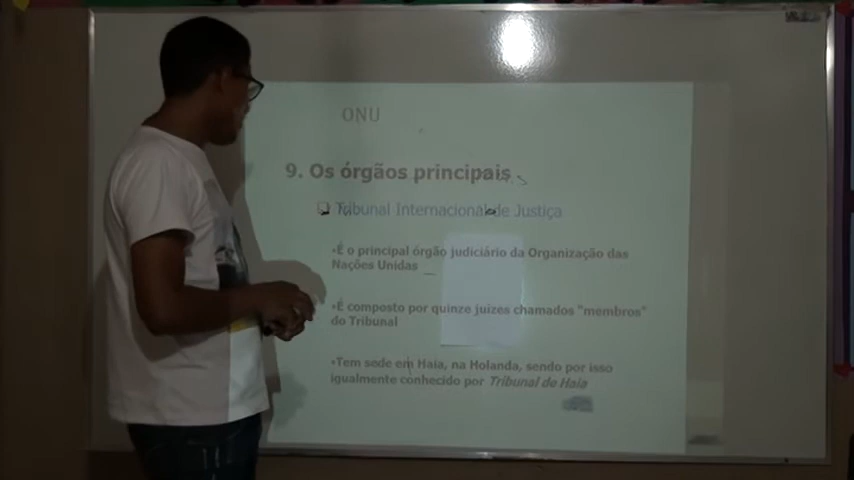 ONU
9. Os órgãos principais
Tribunal Internacional de Justiça
•É o principal órgão judiciário da Organização das
Nações Unidas
•É composto por quinze juízes chamados "membros"
do Tribunal
•Tem sede em Haia, na Holanda, sendo por isso
igualmente conhecido por Tribunal de Haia